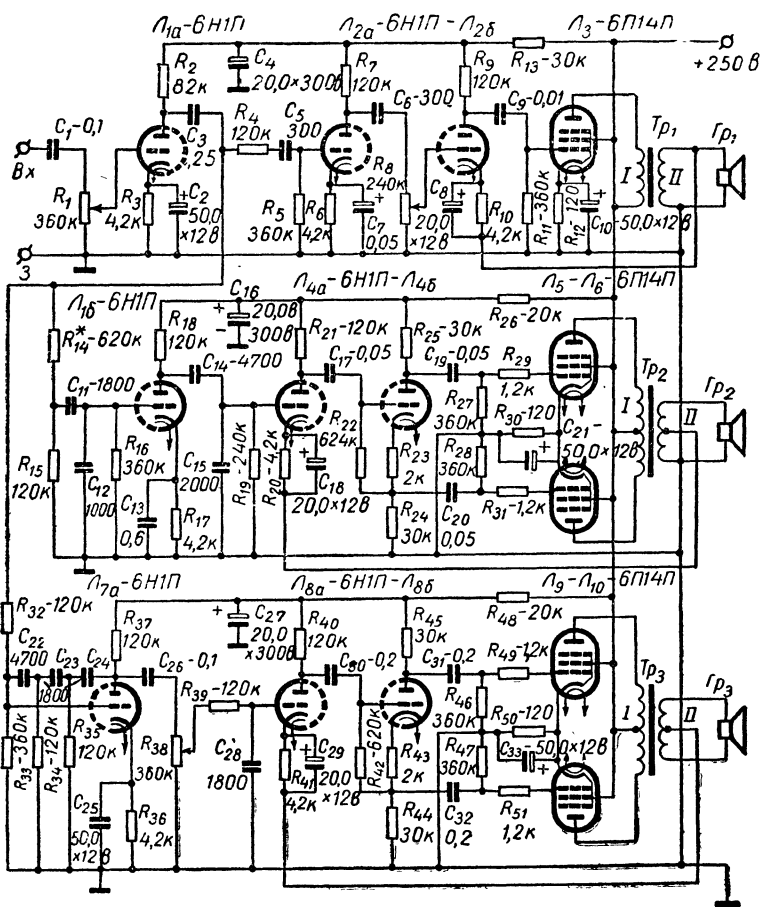 Л1а-6Н1П
Л2а-6Н1П-Л2б
Л3-6П14П
R2
82к
C4
20,0×300В
R7
120к
R9
120к
R13-30к
+250 В
C1-0,1
C3
,25
R4
120к
C5
300
C6-300
C9-0,01
Тр1
Гр1
Вх
R1
360к
R3
4,2к
C2
50,0
×12В
R5
360к
R6
4,2к
R8
240к
C7
0,05
C8
20,0
×12В
R10
4,2к
R11-360к
R12-120
C10-50,0×12В
I
II
З
Л1б-6Н1П
C16
20,0В
300В
Л4а-6Н1П-Л4б
Л5-Л6-6П14П
R14*-620к
R18
120к
R21-120к
R25-30к
R26-20к
C11-1800
C14-4700
C17-0,05
C19-0,05
R29
1,2к
Тр2
Гр2
R15
120к
C12
1000
R16
360к
C13
0,6
R17
4,2к
C15
2000
R19-240к
R20-4,2к
C18
20,0×12В
R22
624к
R23
2к
R24
30к
R27
360к
R28
360к
R30-120
C21-
50,0×12В
C20
0,05
R31-1,2к
I
II
Л7а-6Н1П
Л8а-6Н1П-Л8б
Л9-Л10-6П14П
R32-120к
R37
120к
C27
20,0
×300В
R40
120к
R45
30к
R48-20к
C22
4700
C23
1800
C24
C26-0,1
R39-120к
C30-0,2
C31-0,2
R49-12к
Тр3
Гр3
R33-360к
R34-120к
R35
120к
R38
360к
C28
1800
R41
4,2к
C29
20,0
×12В
R42-620к
R43
2к
R44
30к
R46
360к
R47
360к
R50-120
C33-50,0×12В
C32
0,2
R51
1,2к
C25
50,0
×12В
R36
4,2к
I
II